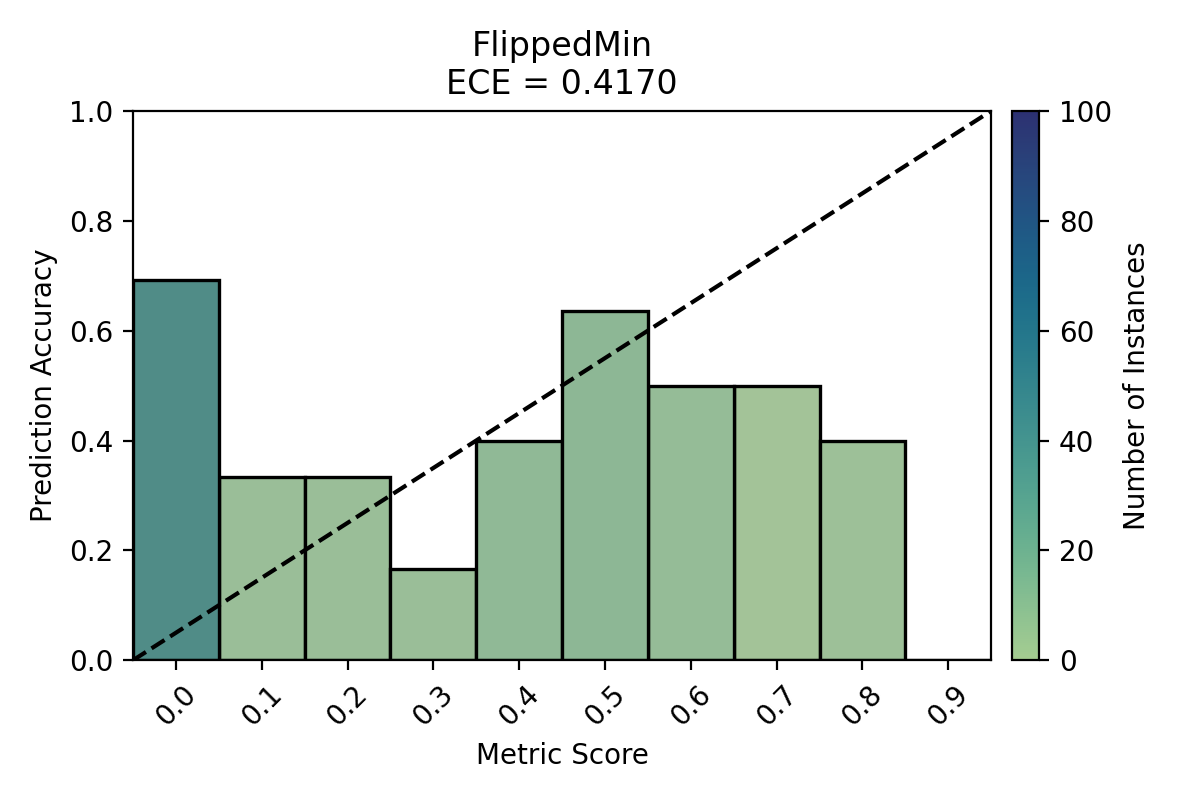 FlippedMin
ECE = 0.4170
1.0
0.8
0.6
0.4
0.2
0.0
Prediction Accuracy
0.0 0.1 0.2 0.3 0.4 0.5 0.6 0.7 0.8 0.9
Metric Score
100
80
60
40
20
0
Number of Instances